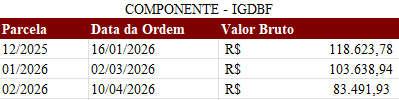 COMPONENTE - IGDBF
Parcela Data da Ordem Valor Bruto
12/2025 16/01/2026 R$ 118.623,78
01/2026 02/03/2026 R$ 103.638,94
02/2026 10/04/2026 R$ 83.491,93